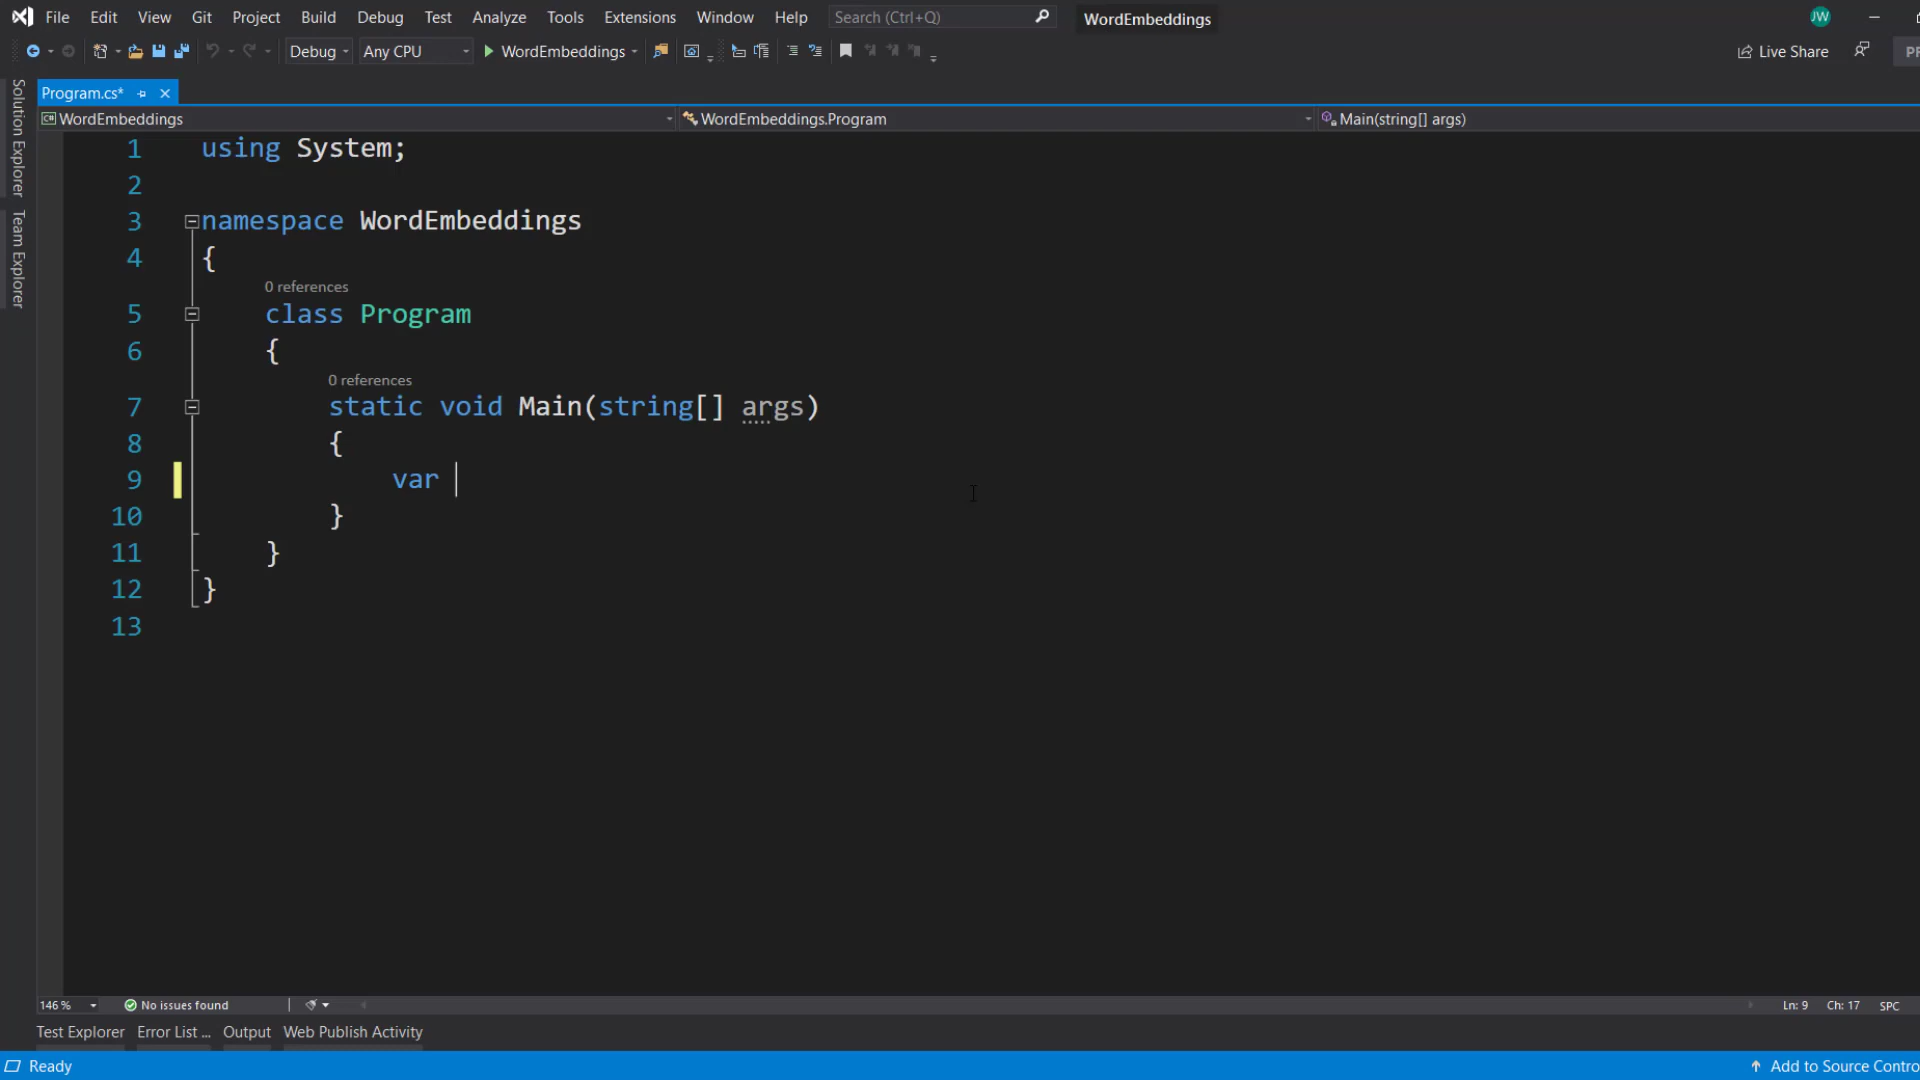 File Edit View Git Project Build Debug Test Analyze Tools Extensions Window Help Search (Ctrl+Q) WordEmbeddings JW
Debug Any CPU WordEmbeddings Live Share
Solution Explorer
Team Explorer
Program.cs*
WordEmbeddings WordEmbeddings.Program Main(string[] args)
1 using System;
2
3 namespace WordEmbeddings
4 {
0 references
5 class Program
6 {
0 references
7 static void Main(string[] args)
8 {
9 var
10 }
11 }
12 }
13
146 % No issues found Ln: 9 Ch: 17 SPC
Test Explorer Error List ... Output Web Publish Activity
Ready Add to Source Contro